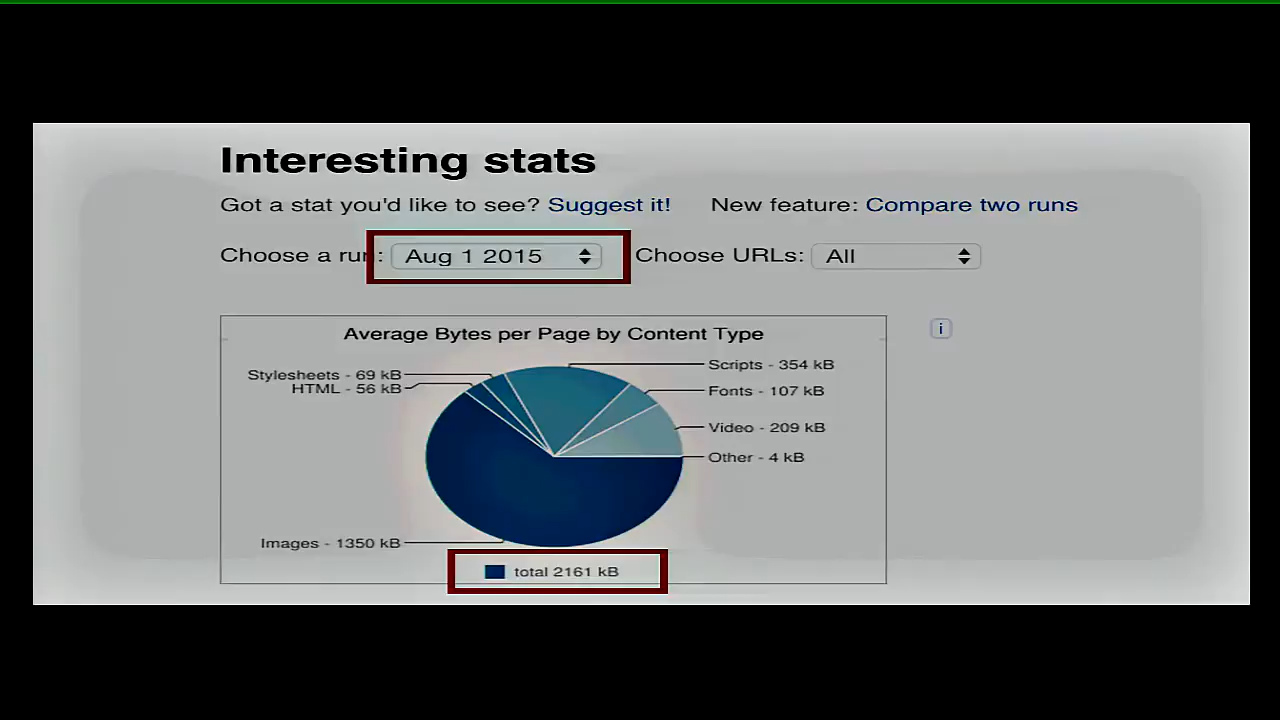 Interesting stats
Got a stat you'd like to see? Suggest it! New feature: Compare two runs
Choose a run: Aug 1 2015 Choose URLs: All
Average Bytes per Page by Content Type
i
Stylesheets - 69 kB
HTML - 56 kB
Scripts - 354 kB
Fonts - 107 kB
Video - 209 kB
Other - 4 kB
Images - 1350 kB
total 2161 kB